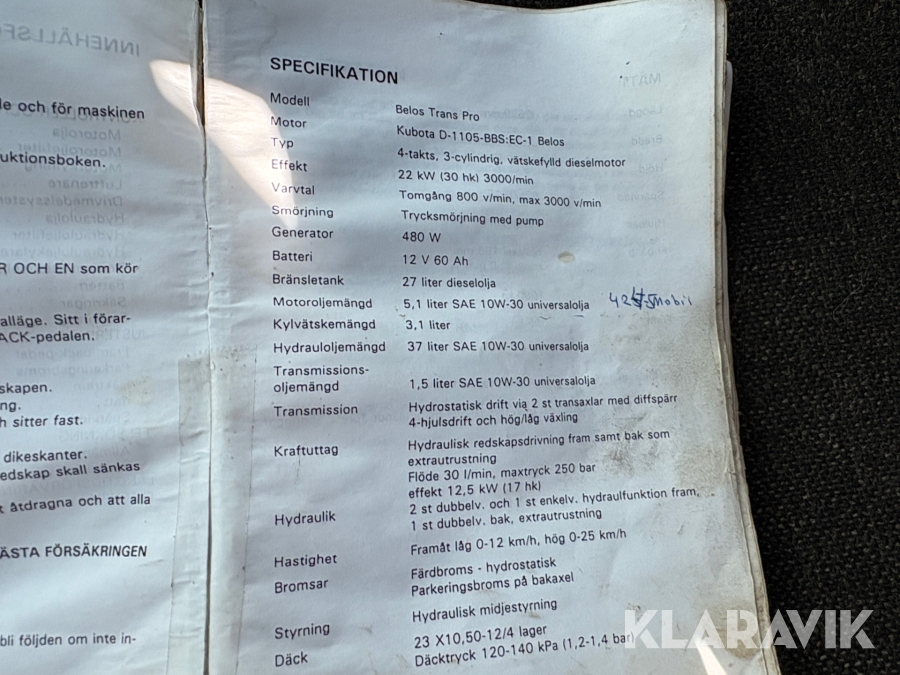 INNEHÅLLSF
le och för maskinen
uktionsboken.
R OCH EN som kör
alläge. Sitt i förar-
ACK-pedalen.
skapen.
ng.
h sitter fast.
dikeskanter.
edskap skall sänkas
t åtdragna och att alla
ÄSTA FÖRSÄKRINGEN
bli följden om inte in-
SPECIFIKATION
Modell Belos Trans Pro
Motor Kubota D-1105-BBS:EC-1 Belos
Typ 4-takts, 3-cylindrig, vätskefylld dieselmotor
Effekt 22 kW (30 hk) 3000/min
Varvtal Tomgång 800 v/min, max 3000 v/min
Smörjning Trycksmörjning med pump
Generator 480 W
Batteri 12 V 60 Ah
Bränsletank 27 liter dieselolja
Motoroljemängd 5,1 liter SAE 10W-30 universalolja
Kylvätskemängd 3,1 liter
Hydrauloljemängd 37 liter SAE 10W-30 universalolja
Transmissions-
oljemängd 1,5 liter SAE 10W-30 universalolja
Transmission Hydrostatisk drift via 2 st transaxlar med diffspärr
4-hjulsdrift och hög/låg växling
Kraftuttag Hydraulisk redskapsdrivning fram samt bak som
extrautrustning
Flöde 30 l/min, maxtryck 250 bar
effekt 12,5 kW (17 hk)
Hydraulik 2 st dubbelv. och 1 st enkelv. hydraulfunktion fram,
1 st dubbelv. bak, extrautrustning
Hastighet Framåt låg 0-12 km/h, hög 0-25 km/h
Bromsar Färdbroms - hydrostatisk
Parkeringsbroms på bakaxel
Styrning Hydraulisk midjestyrning
Däck 23 X10,50-12/4 lager
Däcktryck 120-140 kPa (1,2-1,4 bar)
KLARAVIK